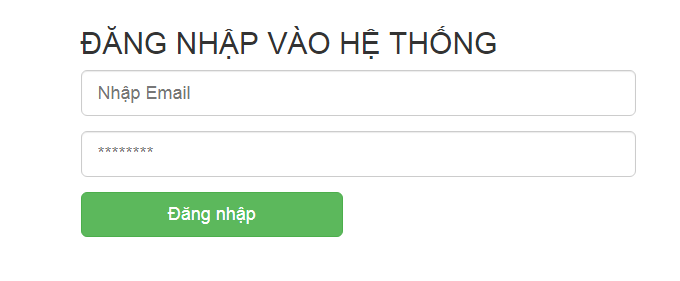 ĐĂNG NHẬP VÀO HỆ THỐNG
Nhập Email
********
Đăng nhập